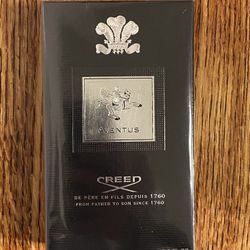 AVENTUS
CREED
DE PÈRE EN FILS DEPUIS 1760
FROM FATHER TO SON SINCE 1760